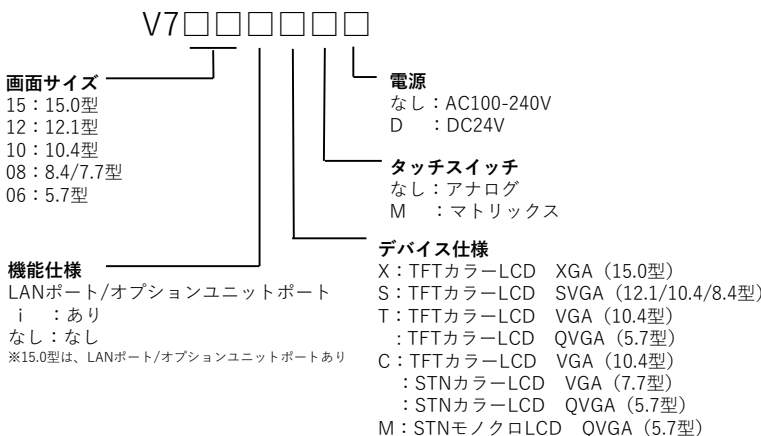 V7□□□□□□
画面サイズ
15：15.0型
12：12.1型
10：10.4型
08：8.4/7.7型
06：5.7型
機能仕様
LANポート/オプションユニットポート
i ：あり
なし：なし
※15.0型は、LANポート/オプションユニットポートあり
電源
なし：AC100-240V
D ：DC24V
タッチスイッチ
なし：アナログ
M ：マトリックス
デバイス仕様
X：TFTカラーLCD XGA（15.0型）
S：TFTカラーLCD SVGA（12.1/10.4/8.4型）
T：TFTカラーLCD VGA（10.4型）
：TFTカラーLCD QVGA（5.7型）
C：TFTカラーLCD VGA（10.4型）
：STNカラーLCD VGA（7.7型）
：STNカラーLCD QVGA（5.7型）
M：STNモノクロLCD QVGA（5.7型）